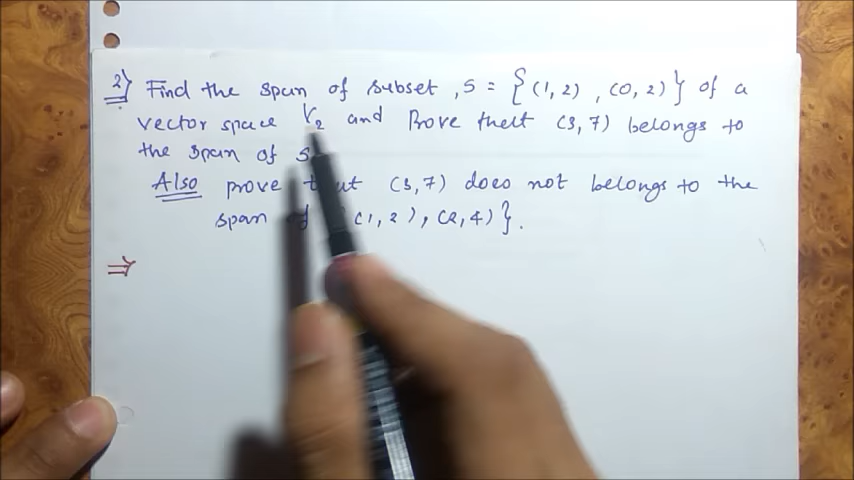 2} Find the span of subset, S = {(1, 2), (0, 2)} of a
vector space V₂ and Prove thett (3, 7) belongs to
the span of S
Also prove that (3, 7) does not belongs to the
span of {(1, 2), (2, 4)}.
⇒